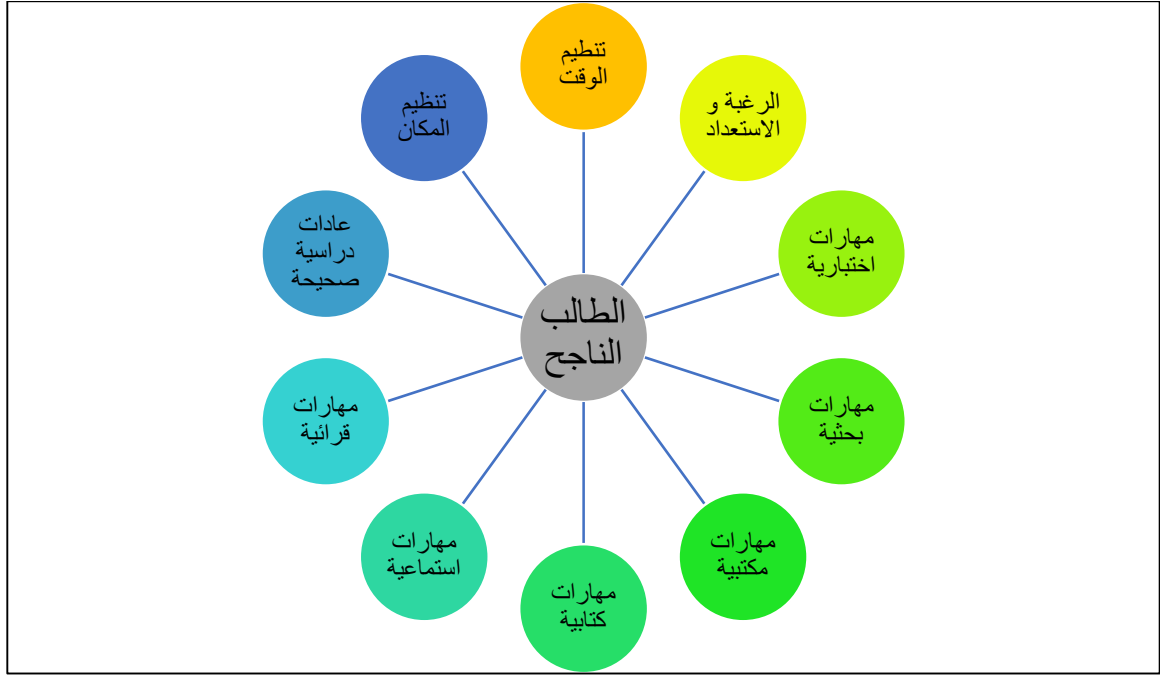 تنطيم
الوقت
الرغبة و
الاستعداد
مهارات
اختبارية
مهارات
بحثية
مهارات
مكتبية
مهارات
كتابية
مهارات
استماعية
مهارات
قرائية
عادات
دراسية
صحيحة
تنظيم
المكان
الطالب
الناجح